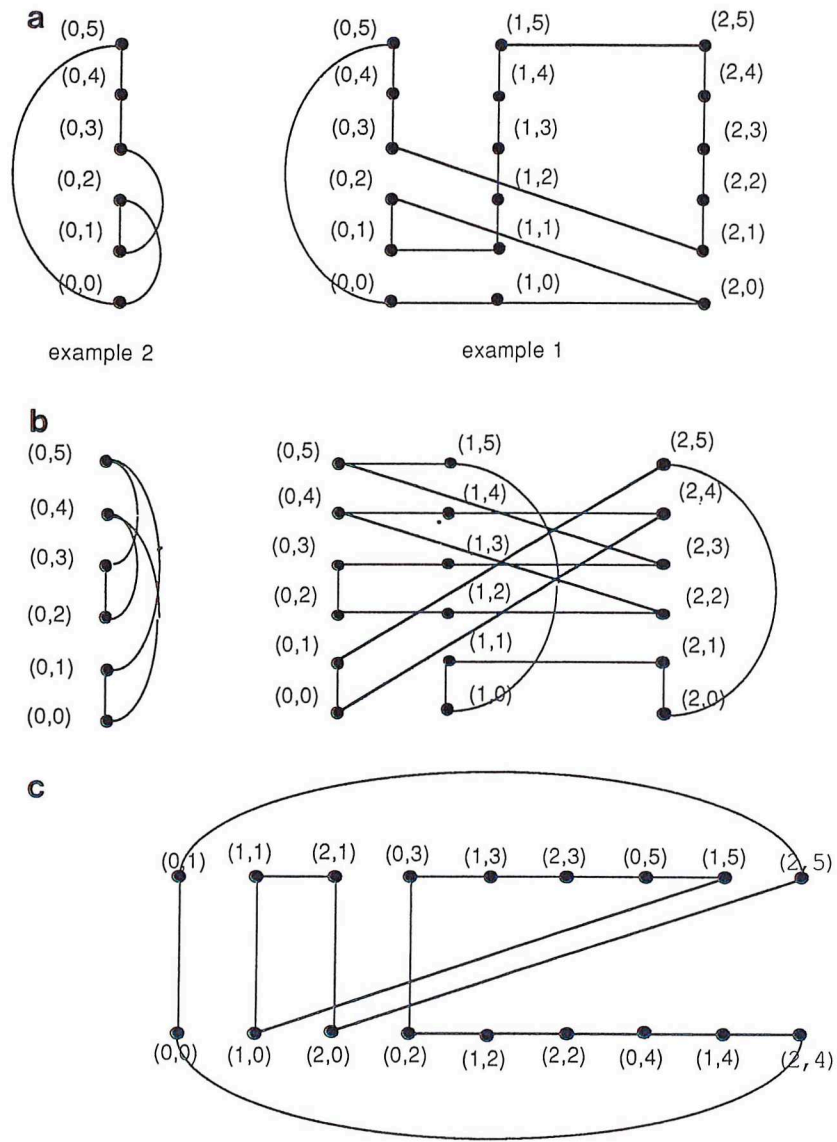 a
(0,5) (0,5) (1,5) (2,5)
(0,4) (0,4) (1,4) (2,4)
(0,3) (0,3) (1,3) (2,3)
(0,2) (0,2) (1,2) (2,2)
(0,1) (0,1) (1,1) (2,1)
(0,0) (0,0) (1,0) (2,0)
example 2 example 1
b
(0,5) (0,5) (1,5) (2,5)
(0,4) (0,4) (1,4) (2,4)
(0,3) (0,3) (1,3) (2,3)
(0,2) (0,2) (1,2) (2,2)
(0,1) (0,1) (1,1) (2,1)
(0,0) (0,0) (1,0) (2,0)
c
(0,1) (1,1) (2,1) (0,3) (1,3) (2,3) (0,5) (1,5) (2,5)
(0,0) (1,0) (2,0) (0,2) (1,2) (2,2) (0,4) (1,4) (2,4)